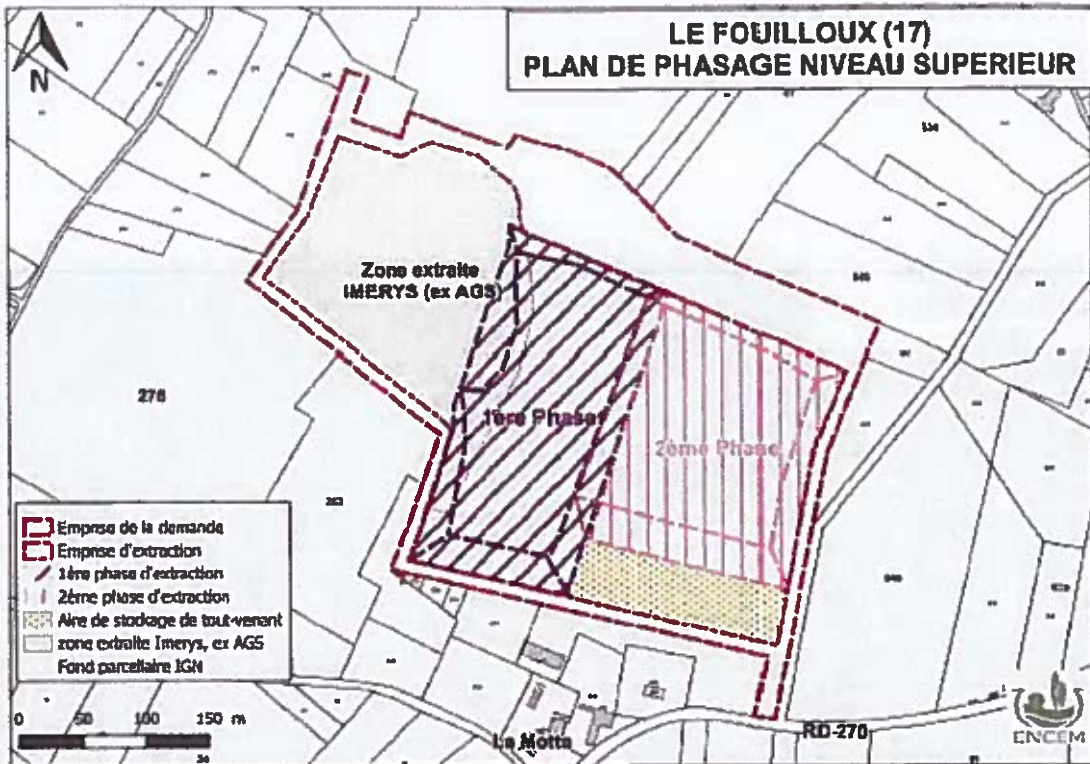 LE FOUILLOUX (17)
PLAN DE PHASAGE NIVEAU SUPERIEUR
N
Zone extraite
IMERYS (ex AGS)
276
1ère Phase
2ème Phase
Emprise de la demande
Emprise d'extraction
1ère phase d'extraction
2ème phase d'extraction
Aire de stockage de tout-venant
zone extraite Imerys, ex AGS
Fond parcellaire IGN
0 50 100 150 m
La Motte
RD-270
ENCEM